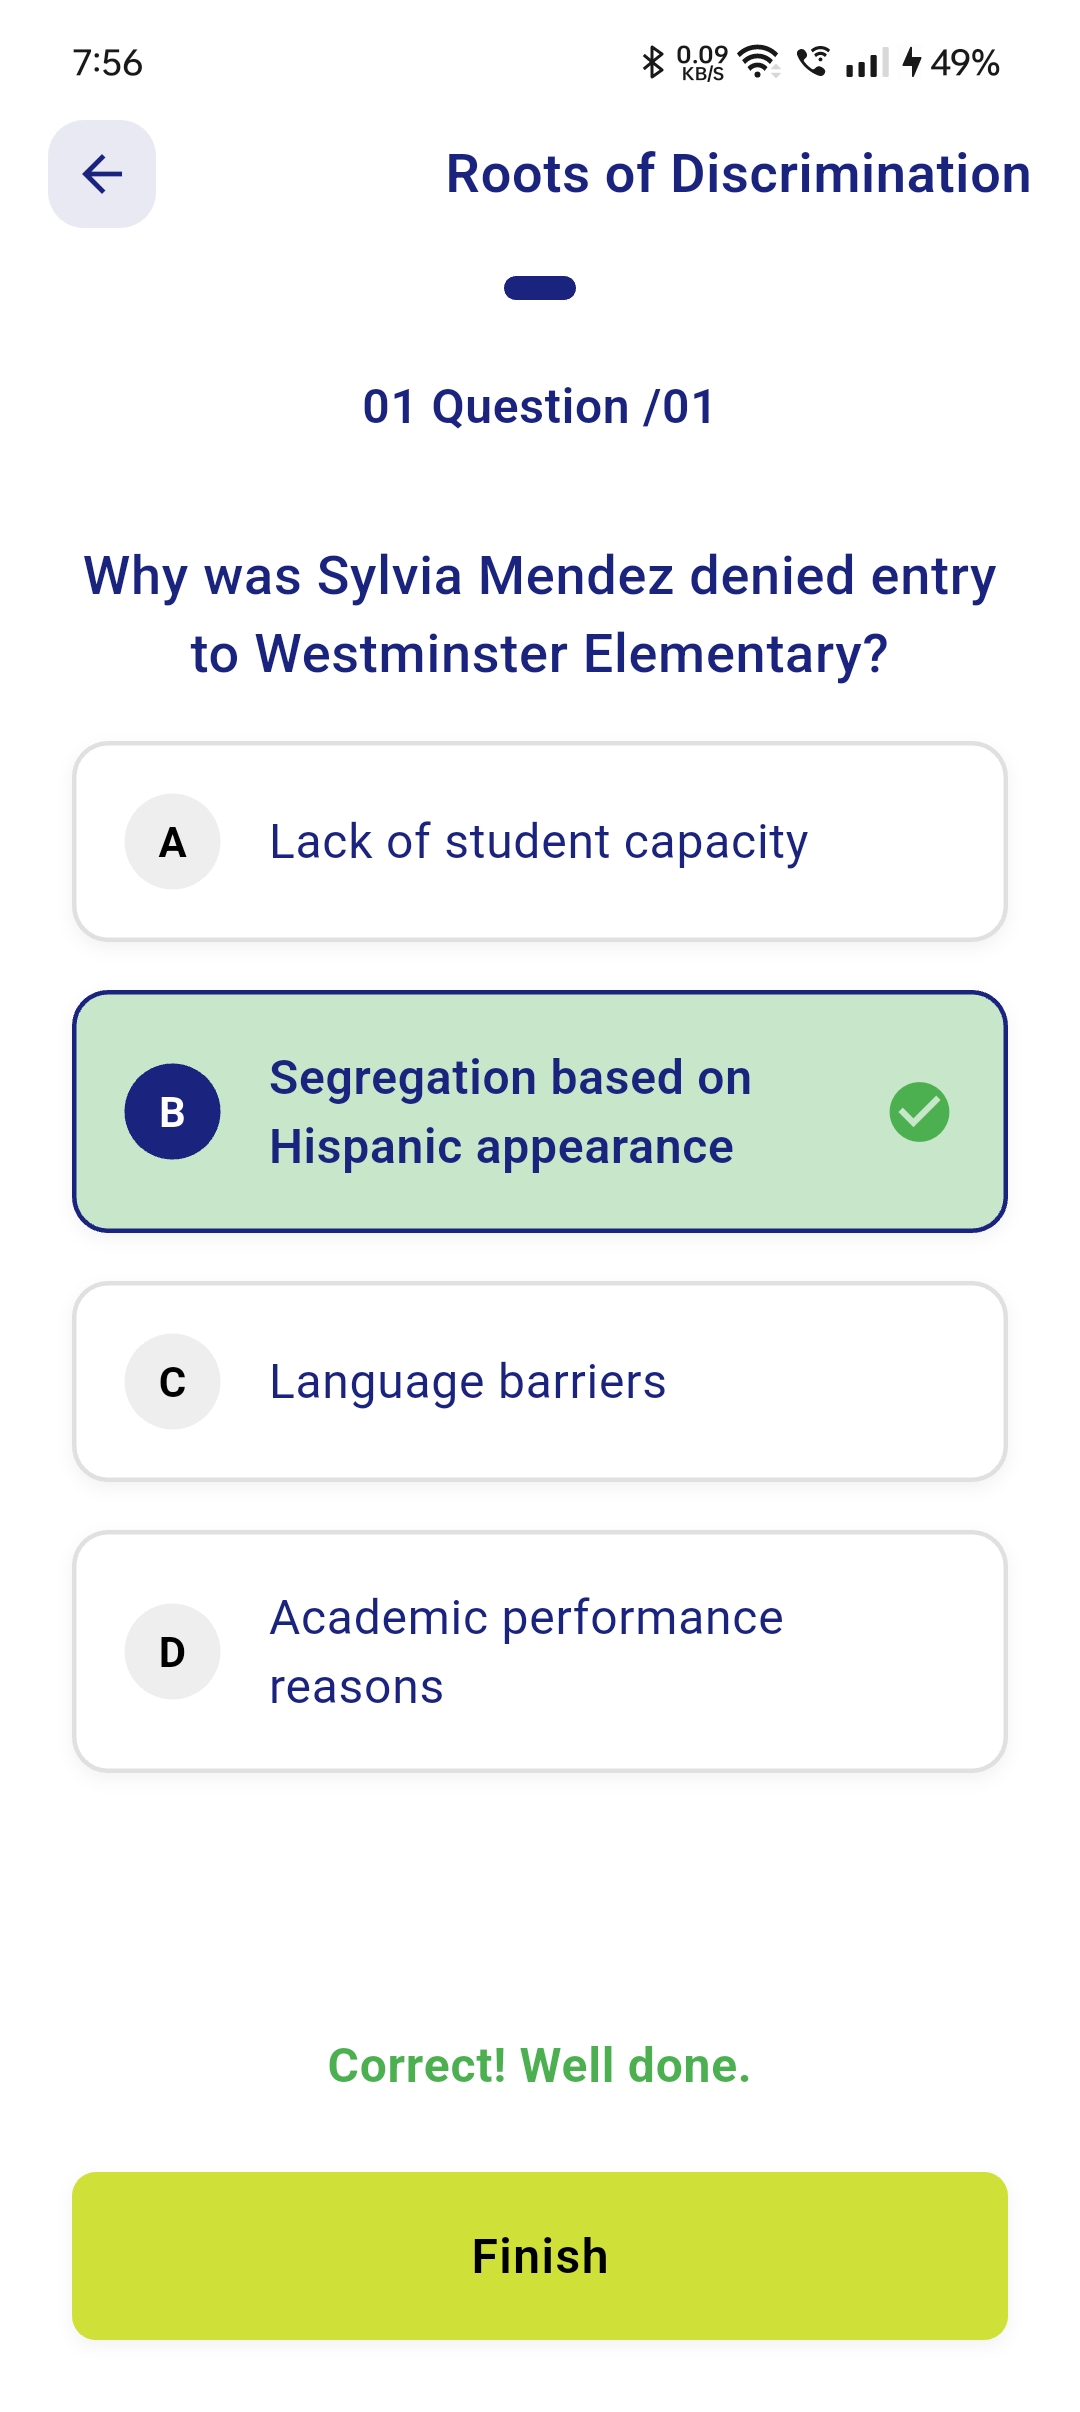 7:56
0.09
KB/S
49%
Roots of Discrimination
01 Question /01
Why was Sylvia Mendez denied entry
to Westminster Elementary?
A
Lack of student capacity
B
Segregation based on
Hispanic appearance
C
Language barriers
D
Academic performance
reasons
Correct! Well done.
Finish